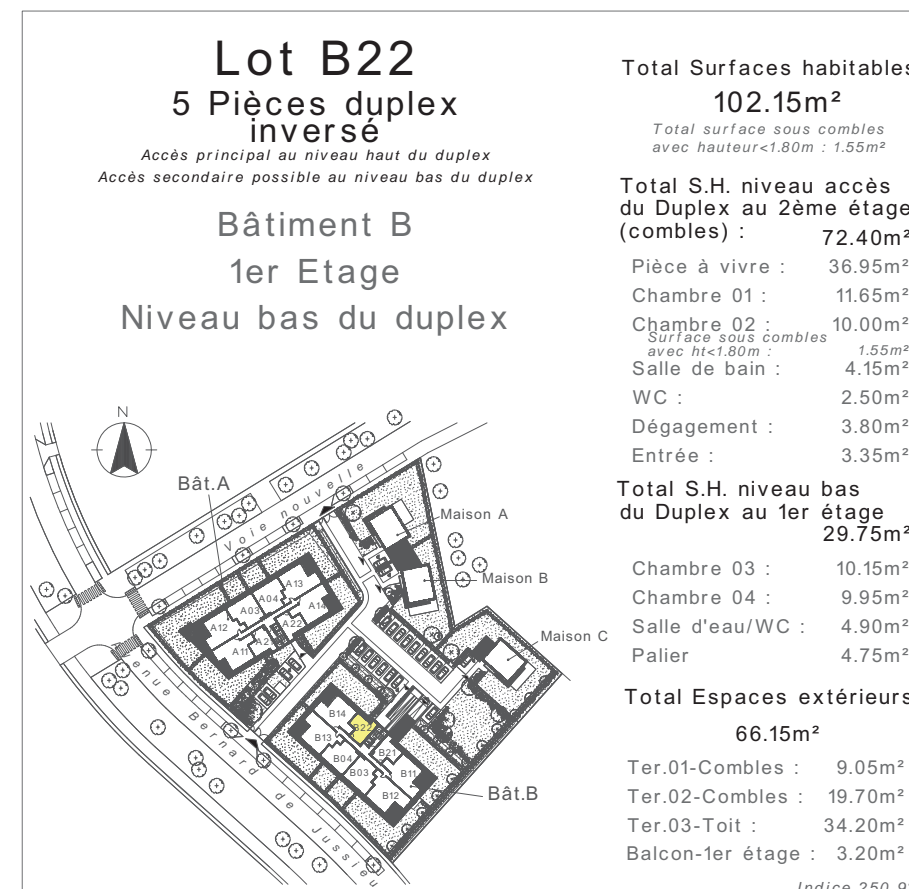 Lot B22
5 Pièces duplex
inversé
Accès principal au niveau haut du duplex
Accès secondaire possible au niveau bas du duplex
Bâtiment B
1er Etage
Niveau bas du duplex
Total Surfaces habitables
102.15m²
Total surface sous combles
avec hauteur<1.80m : 1.55m²
Total S.H. niveau accès
du Duplex au 2ème étage
(combles) : 72.40m²
Pièce à vivre : 36.95m²
Chambre 01 : 11.65m²
Chambre 02 : 10.00m²
Surface sous combles
avec ht<1.80m : 1.55m²
Salle de bain : 4.15m²
WC : 2.50m²
Dégagement : 3.80m²
Entrée : 3.35m²
Total S.H. niveau bas
du Duplex au 1er étage
29.75m²
Chambre 03 : 10.15m²
Chambre 04 : 9.95m²
Salle d'eau/WC : 4.90m²
Palier 4.75m²
Total Espaces extérieurs
66.15m²
Ter.01-Combles : 9.05m²
Ter.02-Combles : 19.70m²
Ter.03-Toit : 34.20m²
Balcon-1er étage : 3.20m²
N
Bât.A
Voie nouvelle
Maison A
Maison B
Maison C
A13
A04
A14
A03
A22
A12
A11
B14
B22
B13
B21
B04
B03
B11
B12
Bât.B
enue Bernard de Jussieu